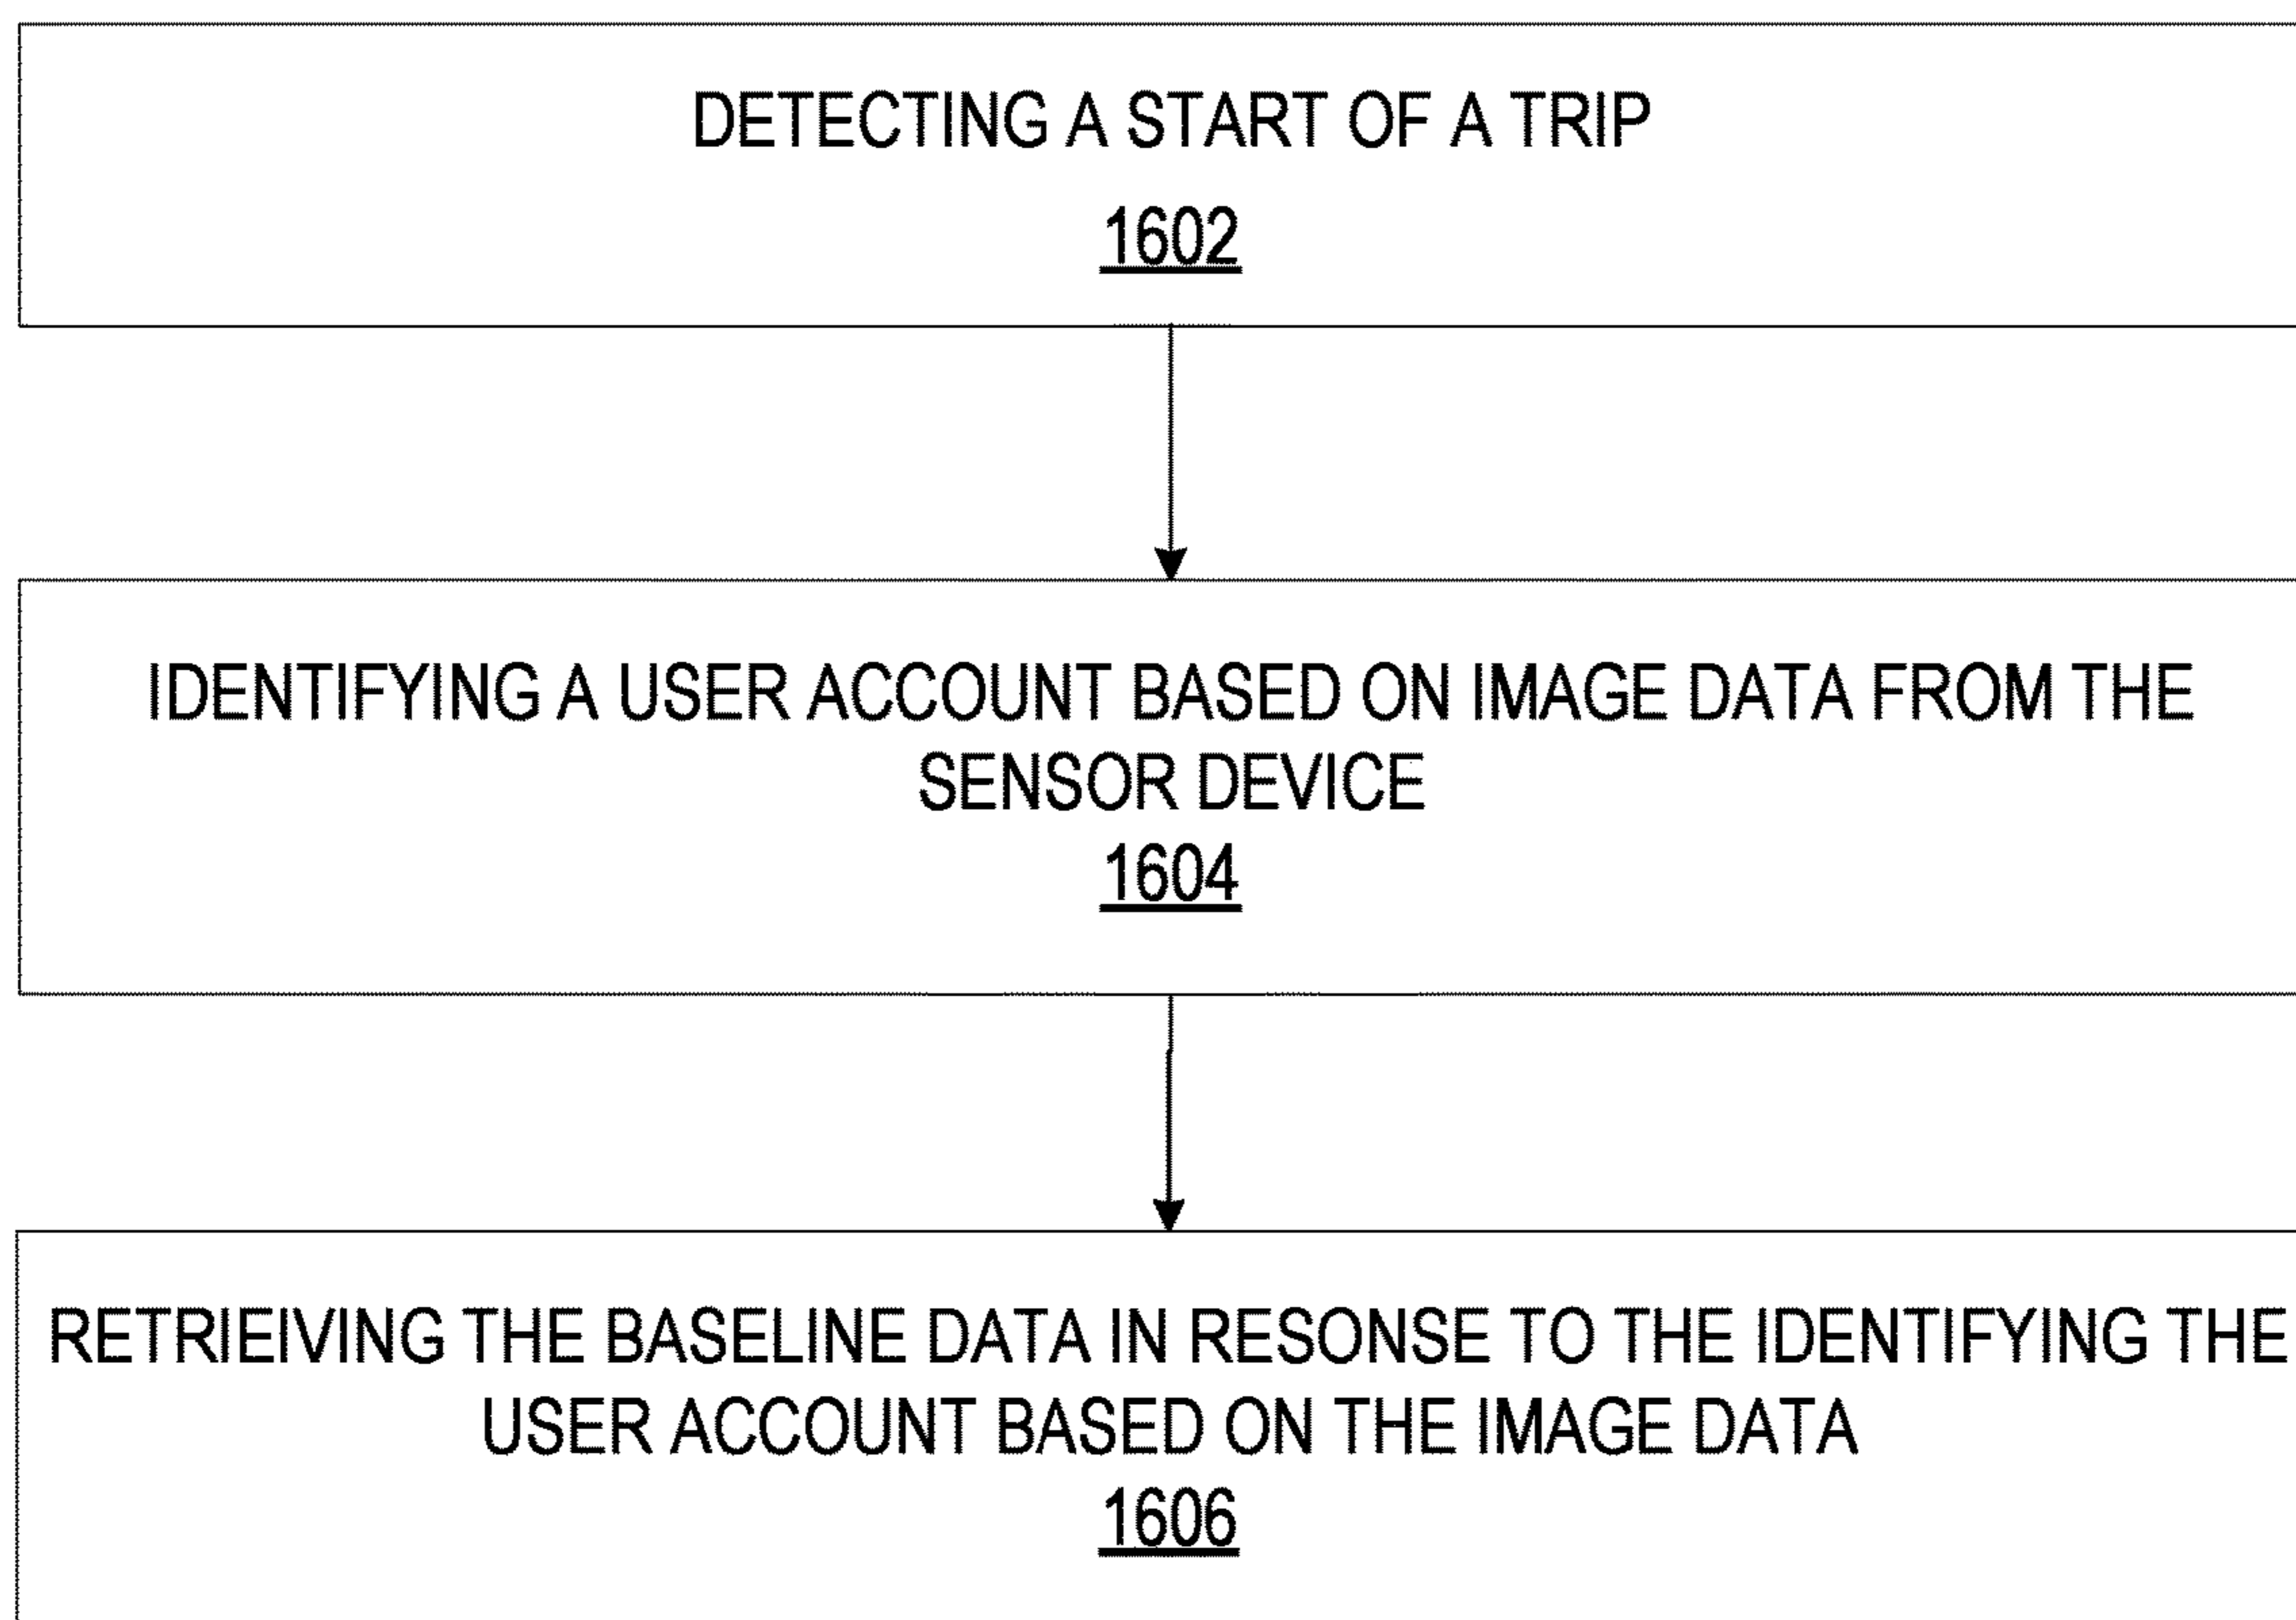 DETECTING A START OF A TRIP
1602
IDENTIFYING A USER ACCOUNT BASED ON IMAGE DATA FROM THE
SENSOR DEVICE
1604
RETRIEIVING THE BASELINE DATA IN RESONSE TO THE IDENTIFYING THE
USER ACCOUNT BASED ON THE IMAGE DATA
1606